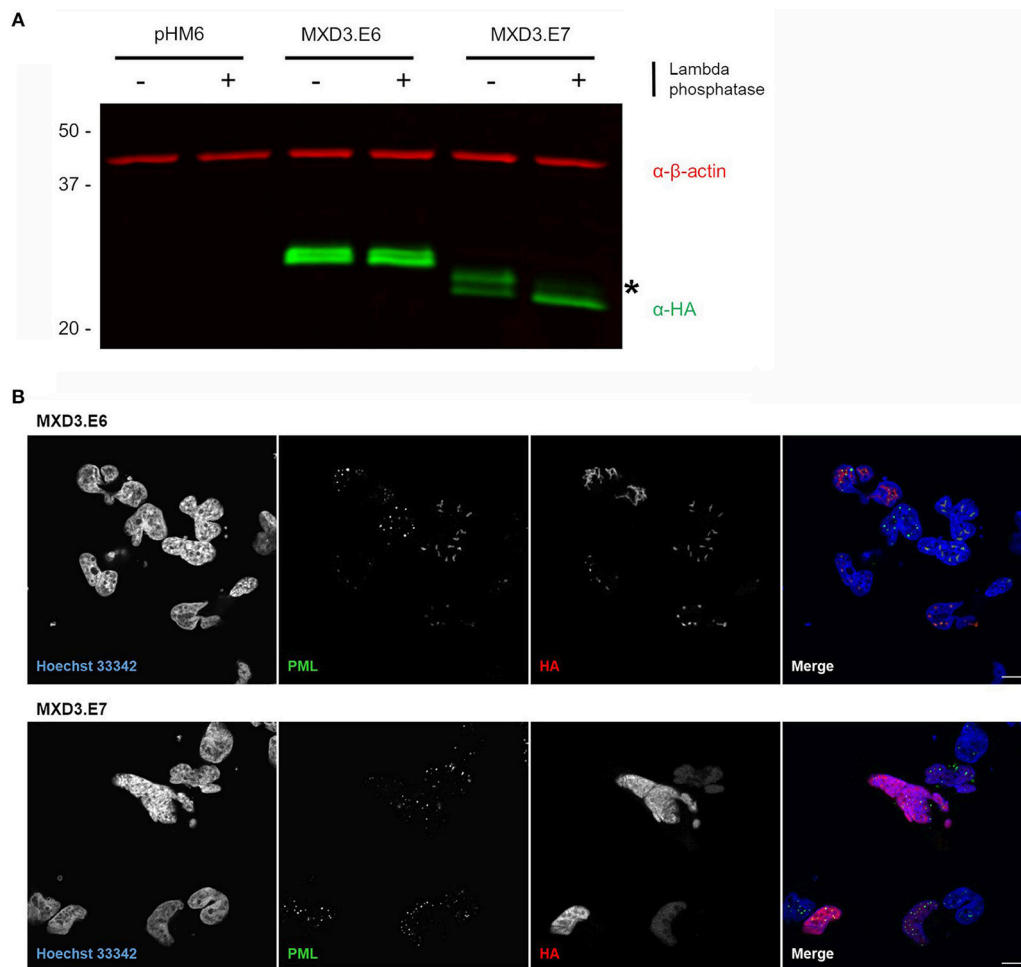 A
pHM6 MXD3.E6 MXD3.E7
- + - + - + Lambda
phosphatase
50 -
37 -
20 -
α-β-actin
*
α-HA
B
MXD3.E6
Hoechst 33342 PML HA Merge
MXD3.E7
Hoechst 33342 PML HA Merge